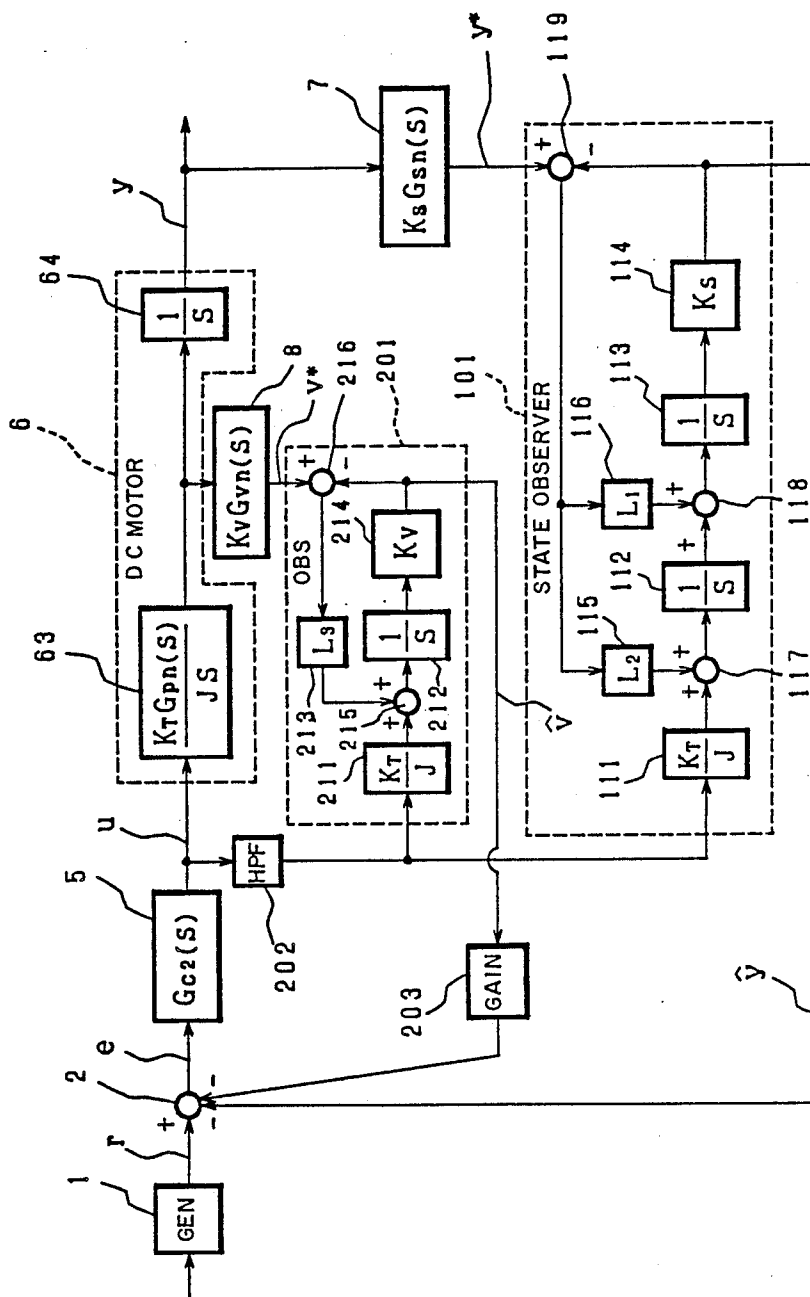 1
GEN
r
2
+
-
-
e
5
Gc2(S)
u
6
DC MOTOR
63
KTGpn(S)
JS
64
1
S
y
8
KvGvn(S)
v*
7
KsGsn(S)
y*
HPF
202
201
OBS
216
+
-
214
Kv
L3
213
1
S
212
+
+
215
211
KT
J
v̂
203
GAIN
101
STATE OBSERVER
119
+
-
114
Ks
113
1
S
116
L1
+
+
118
112
1
S
115
L2
+
+
117
111
KT
J
ŷ